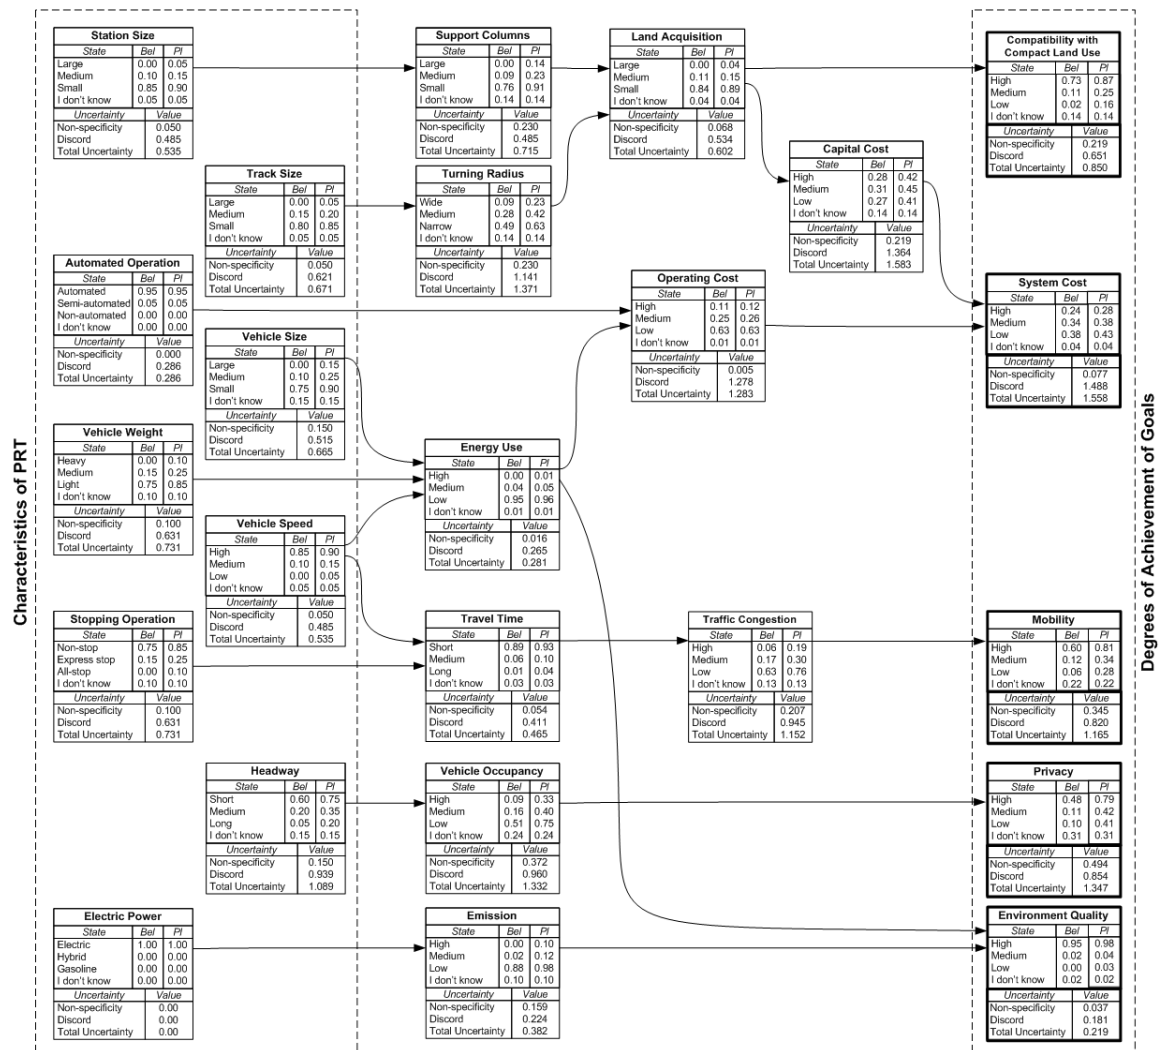 Characteristics of PRT
Station Size
State Bel Pl
Large 0.00 0.05
Medium 0.10 0.15
Small 0.85 0.90
I don't know 0.05 0.05
Uncertainty Value
Non-specificity 0.050
Discord 0.485
Total Uncertainty 0.535
Track Size
State Bel Pl
Large 0.00 0.05
Medium 0.15 0.20
Small 0.80 0.85
I don't know 0.05 0.05
Uncertainty Value
Non-specificity 0.050
Discord 0.621
Total Uncertainty 0.671
Automated Operation
State Bel Pl
Automated 0.95 0.95
Semi-automated 0.05 0.05
Non-automated 0.00 0.00
I don't know 0.00 0.00
Uncertainty Value
Non-specificity 0.000
Discord 0.286
Total Uncertainty 0.286
Vehicle Size
State Bel Pl
Large 0.00 0.15
Medium 0.10 0.25
Small 0.75 0.90
I don't know 0.15 0.15
Uncertainty Value
Non-specificity 0.150
Discord 0.515
Total Uncertainty 0.665
Vehicle Weight
State Bel Pl
Heavy 0.00 0.10
Medium 0.15 0.25
Light 0.75 0.85
I don't know 0.10 0.10
Uncertainty Value
Non-specificity 0.100
Discord 0.631
Total Uncertainty 0.731
Vehicle Speed
State Bel Pl
High 0.85 0.90
Medium 0.10 0.15
Low 0.00 0.05
I don't know 0.05 0.05
Uncertainty Value
Non-specificity 0.050
Discord 0.485
Total Uncertainty 0.535
Stopping Operation
State Bel Pl
Non-stop 0.75 0.85
Express stop 0.15 0.25
All-stop 0.00 0.10
I don't know 0.10 0.10
Uncertainty Value
Non-specificity 0.100
Discord 0.631
Total Uncertainty 0.731
Headway
State Bel Pl
Short 0.60 0.75
Medium 0.20 0.35
Long 0.05 0.20
I don't know 0.15 0.15
Uncertainty Value
Non-specificity 0.150
Discord 0.939
Total Uncertainty 1.089
Electric Power
State Bel Pl
Electric 1.00 1.00
Hybrid 0.00 0.00
Gasoline 0.00 0.00
I don't know 0.00 0.00
Uncertainty Value
Non-specificity 0.00
Discord 0.00
Total Uncertainty 0.00
Support Columns
State Bel Pl
Large 0.00 0.14
Medium 0.09 0.23
Small 0.76 0.91
I don't know 0.14 0.14
Uncertainty Value
Non-specificity 0.230
Discord 0.485
Total Uncertainty 0.715
Turning Radius
State Bel Pl
Wide 0.09 0.23
Medium 0.28 0.42
Narrow 0.49 0.63
I don't know 0.14 0.14
Uncertainty Value
Non-specificity 0.230
Discord 1.141
Total Uncertainty 1.371
Energy Use
State Bel Pl
High 0.00 0.01
Medium 0.04 0.05
Low 0.95 0.96
I don't know 0.01 0.01
Uncertainty Value
Non-specificity 0.016
Discord 0.265
Total Uncertainty 0.281
Travel Time
State Bel Pl
Short 0.89 0.93
Medium 0.06 0.10
Long 0.01 0.04
I don't know 0.03 0.03
Uncertainty Value
Non-specificity 0.054
Discord 0.411
Total Uncertainty 0.465
Vehicle Occupancy
State Bel Pl
High 0.09 0.33
Medium 0.16 0.40
Low 0.51 0.75
I don't know 0.24 0.24
Uncertainty Value
Non-specificity 0.372
Discord 0.960
Total Uncertainty 1.332
Emission
State Bel Pl
High 0.00 0.10
Medium 0.02 0.12
Low 0.88 0.98
I don't know 0.10 0.10
Uncertainty Value
Non-specificity 0.159
Discord 0.224
Total Uncertainty 0.382
Land Acquisition
State Bel Pl
Large 0.00 0.04
Medium 0.11 0.15
Small 0.84 0.89
I don't know 0.04 0.04
Uncertainty Value
Non-specificity 0.068
Discord 0.534
Total Uncertainty 0.602
Capital Cost
State Bel Pl
High 0.28 0.42
Medium 0.31 0.45
Low 0.27 0.41
I don't know 0.14 0.14
Uncertainty Value
Non-specificity 0.219
Discord 1.364
Total Uncertainty 1.583
Operating Cost
State Bel Pl
High 0.11 0.12
Medium 0.25 0.26
Low 0.63 0.63
I don't know 0.01 0.01
Uncertainty Value
Non-specificity 0.005
Discord 1.278
Total Uncertainty 1.283
Traffic Congestion
State Bel Pl
High 0.06 0.19
Medium 0.17 0.30
Low 0.63 0.76
I don't know 0.13 0.13
Uncertainty Value
Non-specificity 0.207
Discord 0.945
Total Uncertainty 1.152
Compatibility with
Compact Land Use
State Bel Pl
High 0.73 0.87
Medium 0.11 0.25
Low 0.02 0.16
I don't know 0.14 0.14
Uncertainty Value
Non-specificity 0.219
Discord 0.651
Total Uncertainty 0.850
System Cost
State Bel Pl
High 0.24 0.28
Medium 0.34 0.38
Low 0.38 0.43
I don't know 0.04 0.04
Uncertainty Value
Non-specificity 0.077
Discord 1.488
Total Uncertainty 1.558
Mobility
State Bel Pl
High 0.60 0.81
Medium 0.12 0.34
Low 0.06 0.28
I don't know 0.22 0.22
Uncertainty Value
Non-specificity 0.345
Discord 0.820
Total Uncertainty 1.165
Privacy
State Bel Pl
High 0.48 0.79
Medium 0.11 0.42
Low 0.10 0.41
I don't know 0.31 0.31
Uncertainty Value
Non-specificity 0.494
Discord 0.854
Total Uncertainty 1.347
Environment Quality
State Bel Pl
High 0.95 0.98
Medium 0.02 0.04
Low 0.00 0.03
I don't know 0.02 0.02
Uncertainty Value
Non-specificity 0.037
Discord 0.181
Total Uncertainty 0.219
Degrees of Achievement of Goals